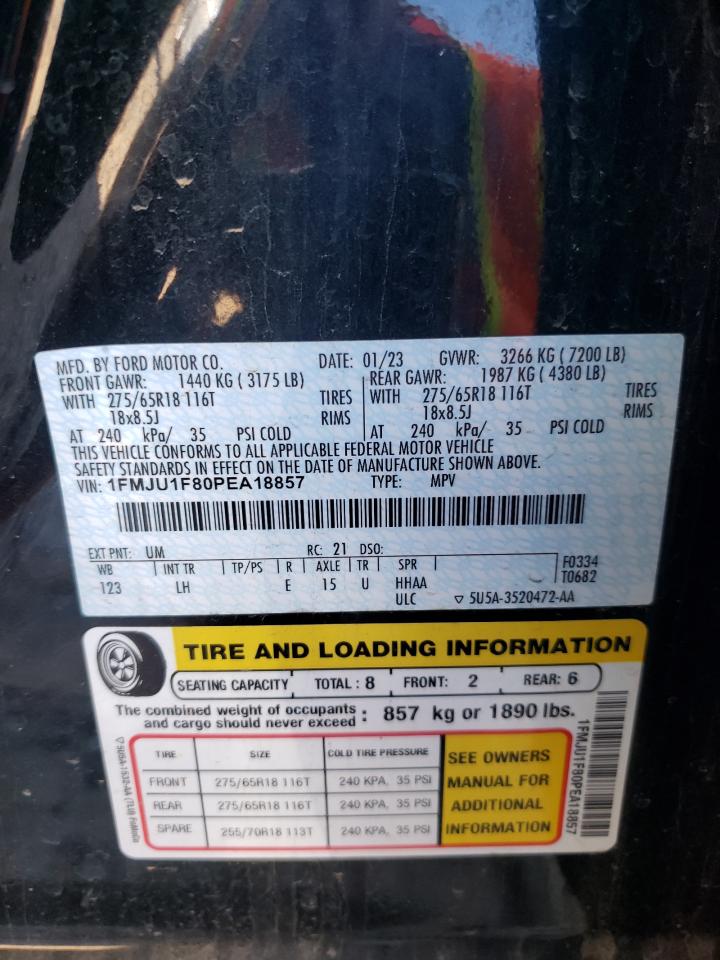 MFD. BY FORD MOTOR CO. DATE: 01/23 GVWR: 3266 KG ( 7200 LB)
FRONT GAWR: 1440 KG ( 3175 LB) REAR GAWR: 1987 KG ( 4380 LB)
WITH 275/65R18 116T TIRES WITH 275/65R18 116T TIRES
18x8.5J RIMS 18x8.5J RIMS
AT 240 kPa/ 35 PSI COLD AT 240 kPa/ 35 PSI COLD
THIS VEHICLE CONFORMS TO ALL APPLICABLE FEDERAL MOTOR VEHICLE
SAFETY STANDARDS IN EFFECT ON THE DATE OF MANUFACTURE SHOWN ABOVE.
VIN: 1FMJU1F80PEA18857 TYPE: MPV
EXT PNT: UM RC: 21 DSO:
WB INT TR TP/PS R AXLE TR SPR F0334
123 LH E 15 U HHAA T0682
ULC ▽ 5U5A-3520472-AA
TIRE AND LOADING INFORMATION
SEATING CAPACITY TOTAL : 8 FRONT: 2 REAR: 6
The combined weight of occupants
and cargo should never exceed : 857 kg or 1890 lbs.
TIRE SIZE COLD TIRE PRESSURE
FRONT 275/65R18 116T 240 KPA, 35 PSI
REAR 275/65R18 116T 240 KPA, 35 PSI
SPARE 255/70R18 113T 240 KPA, 35 PSI
SEE OWNERS
MANUAL FOR
ADDITIONAL
INFORMATION
1FMJU1F80PEA18857
▽ 5U5A-1532-AA (TLU) FoMoCo